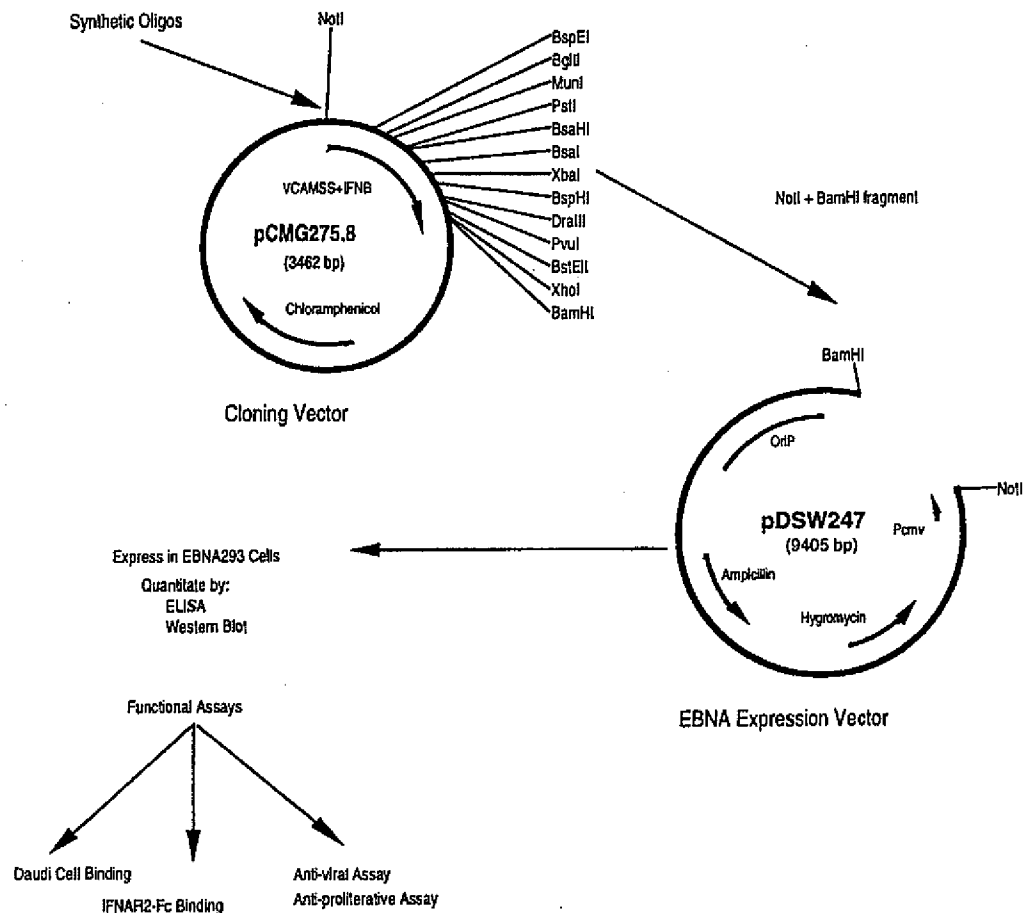 Synthetic Oligos
NotI
BspEI
BglII
MunI
PstI
BsaHI
BsaI
XbaI
BspHI
DraIII
PvuI
BstEII
XhoI
BamHI
VCAMSS+IFNB
pCMG275.8
(3462 bp)
Chloramphenicol
Cloning Vector
NotI + BamHI fragment
BamHI
OriP
NotI
pDSW247
(9405 bp)
Pcmv
Ampicillin
Hygromycin
EBNA Expression Vector
Express in EBNA293 Cells
Quantitate by:
ELISA
Western Blot
Functional Assays
Daudi Cell Binding
IFNAR2-Fc Binding
Anti-viral Assay
Anti-proliferative Assay